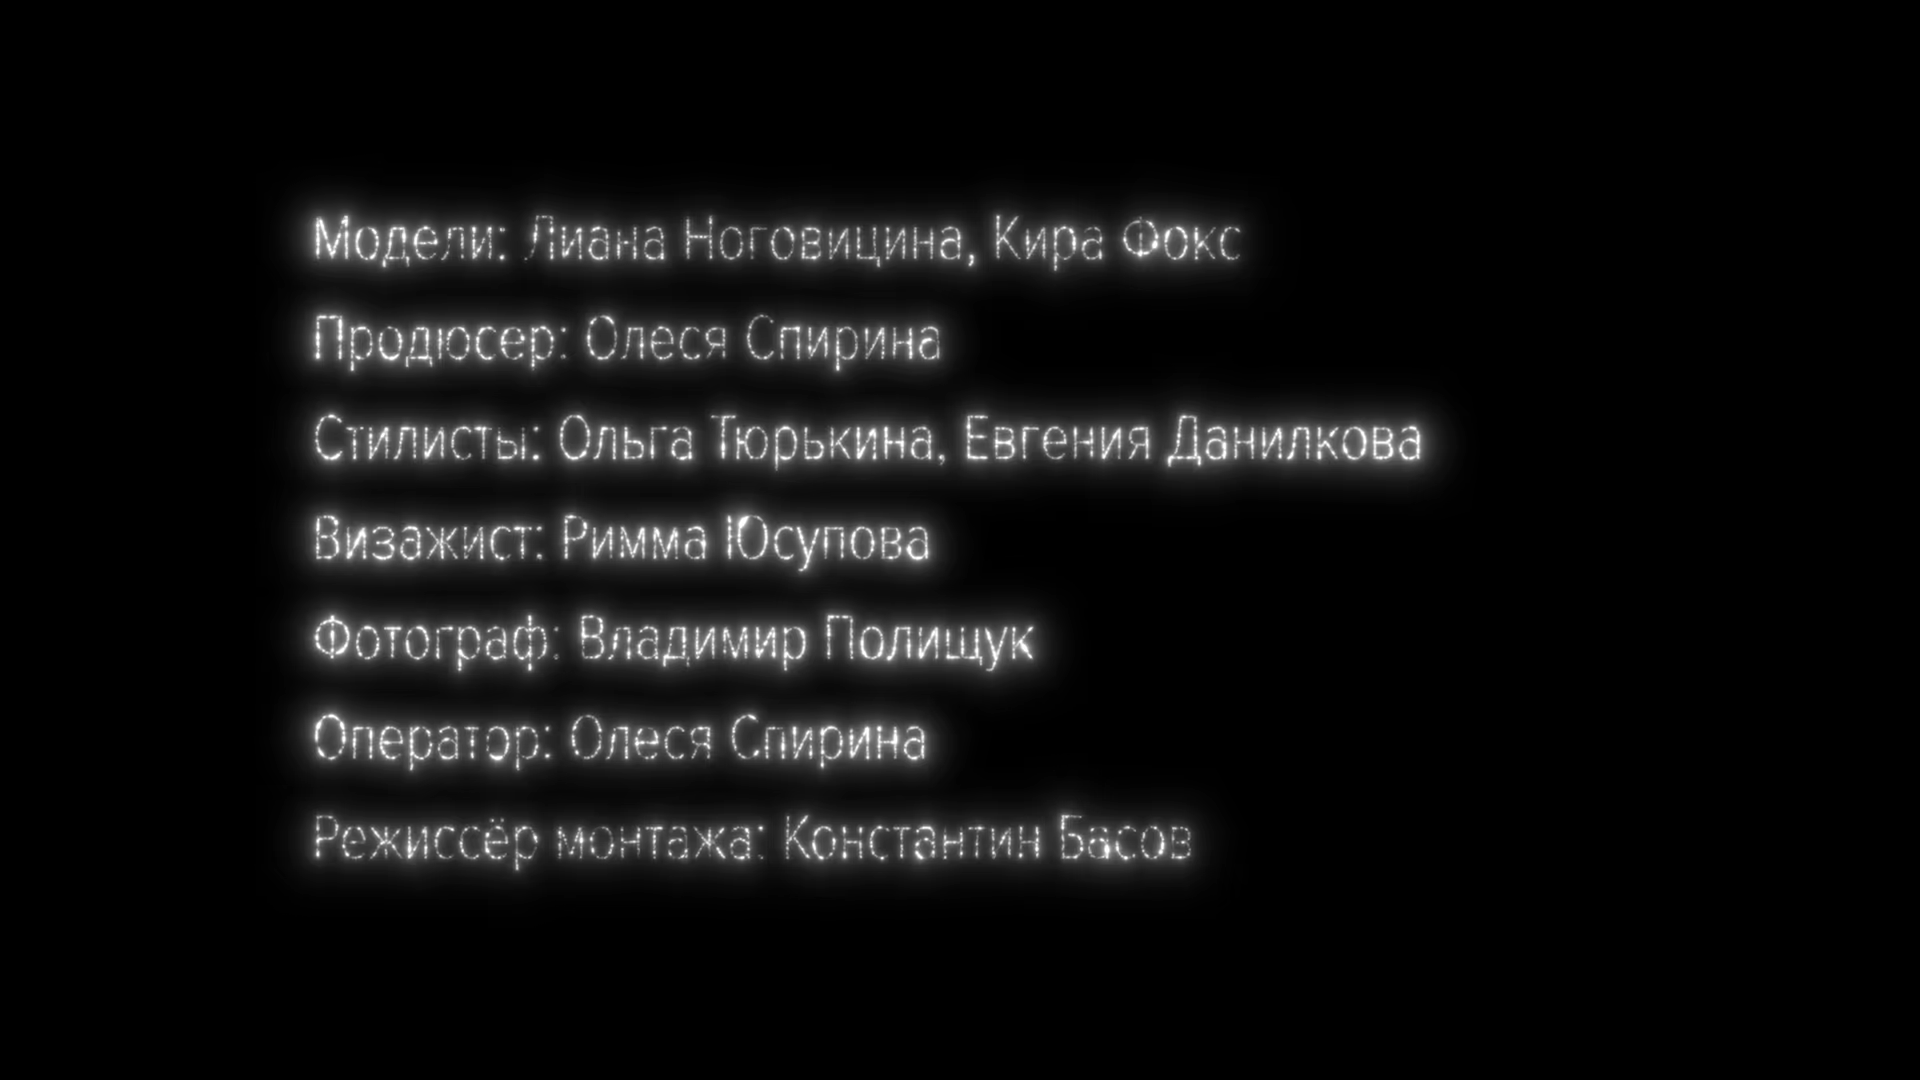 Модели: Лиана Ноговицина, Кира Фокс
Продюсер: Олеся Спирина
Стилисты: Ольга Тюрькина, Евгения Данилкова
Визажист: Римма Юсупова
Фотограф: Владимир Полищук
Оператор: Олеся Спирина
Режиссёр монтажа: Константин Басов